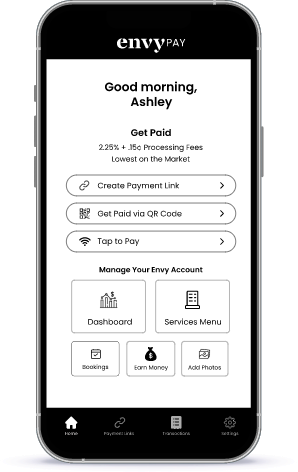 envy PAY
Good morning,
Ashley
Get Paid
2.25% + .15c Processing Fees
Lowest on the Market
Create Payment Link
Get Paid via QR Code
Tap to Pay
Manage Your Envy Account
Dashboard
Services Menu
Bookings
Earn Money
Add Photos
Home
Payment Links
Transactions
Settings